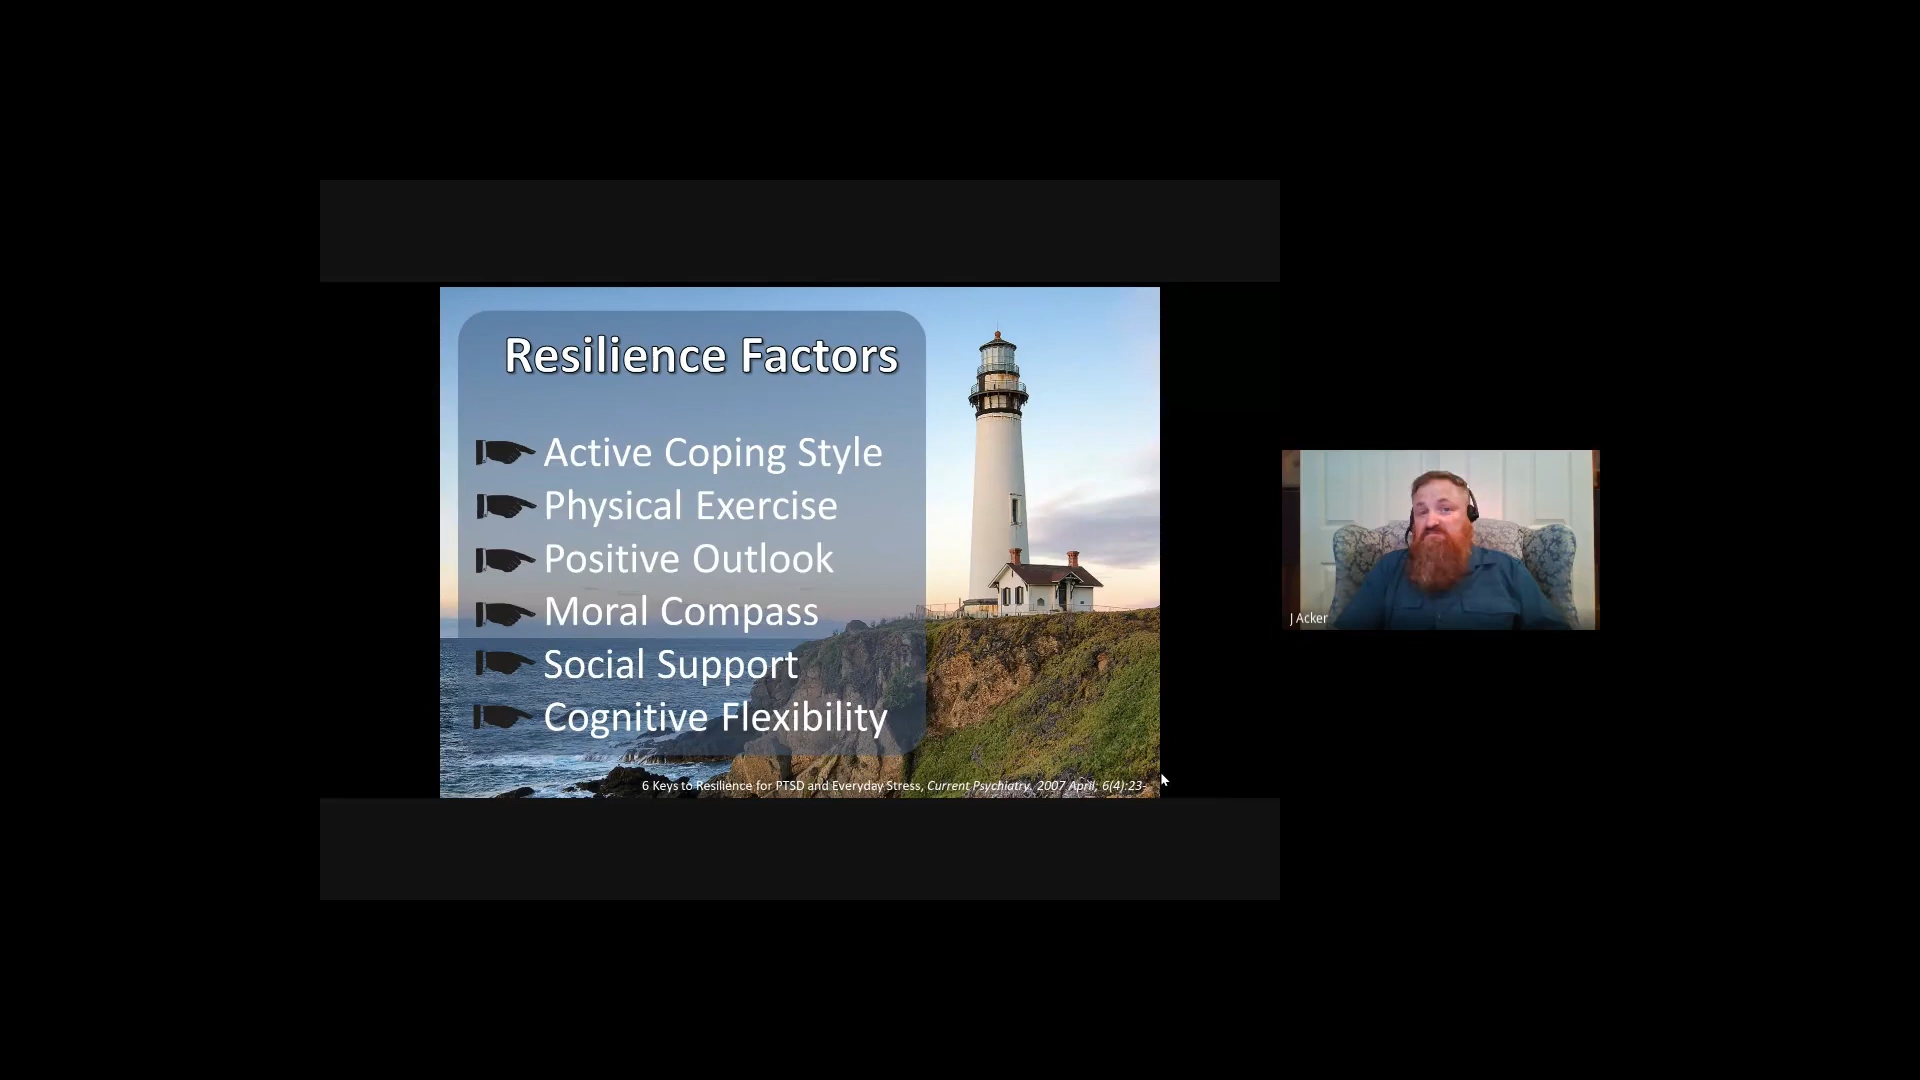 Resilience Factors
Active Coping Style
Physical Exercise
Positive Outlook
Moral Compass
Social Support
Cognitive Flexibility
6 Keys to Resilience for PTSD and Everyday Stress, Current Psychiatry. 2007 April; 6(4):23-
J Acker